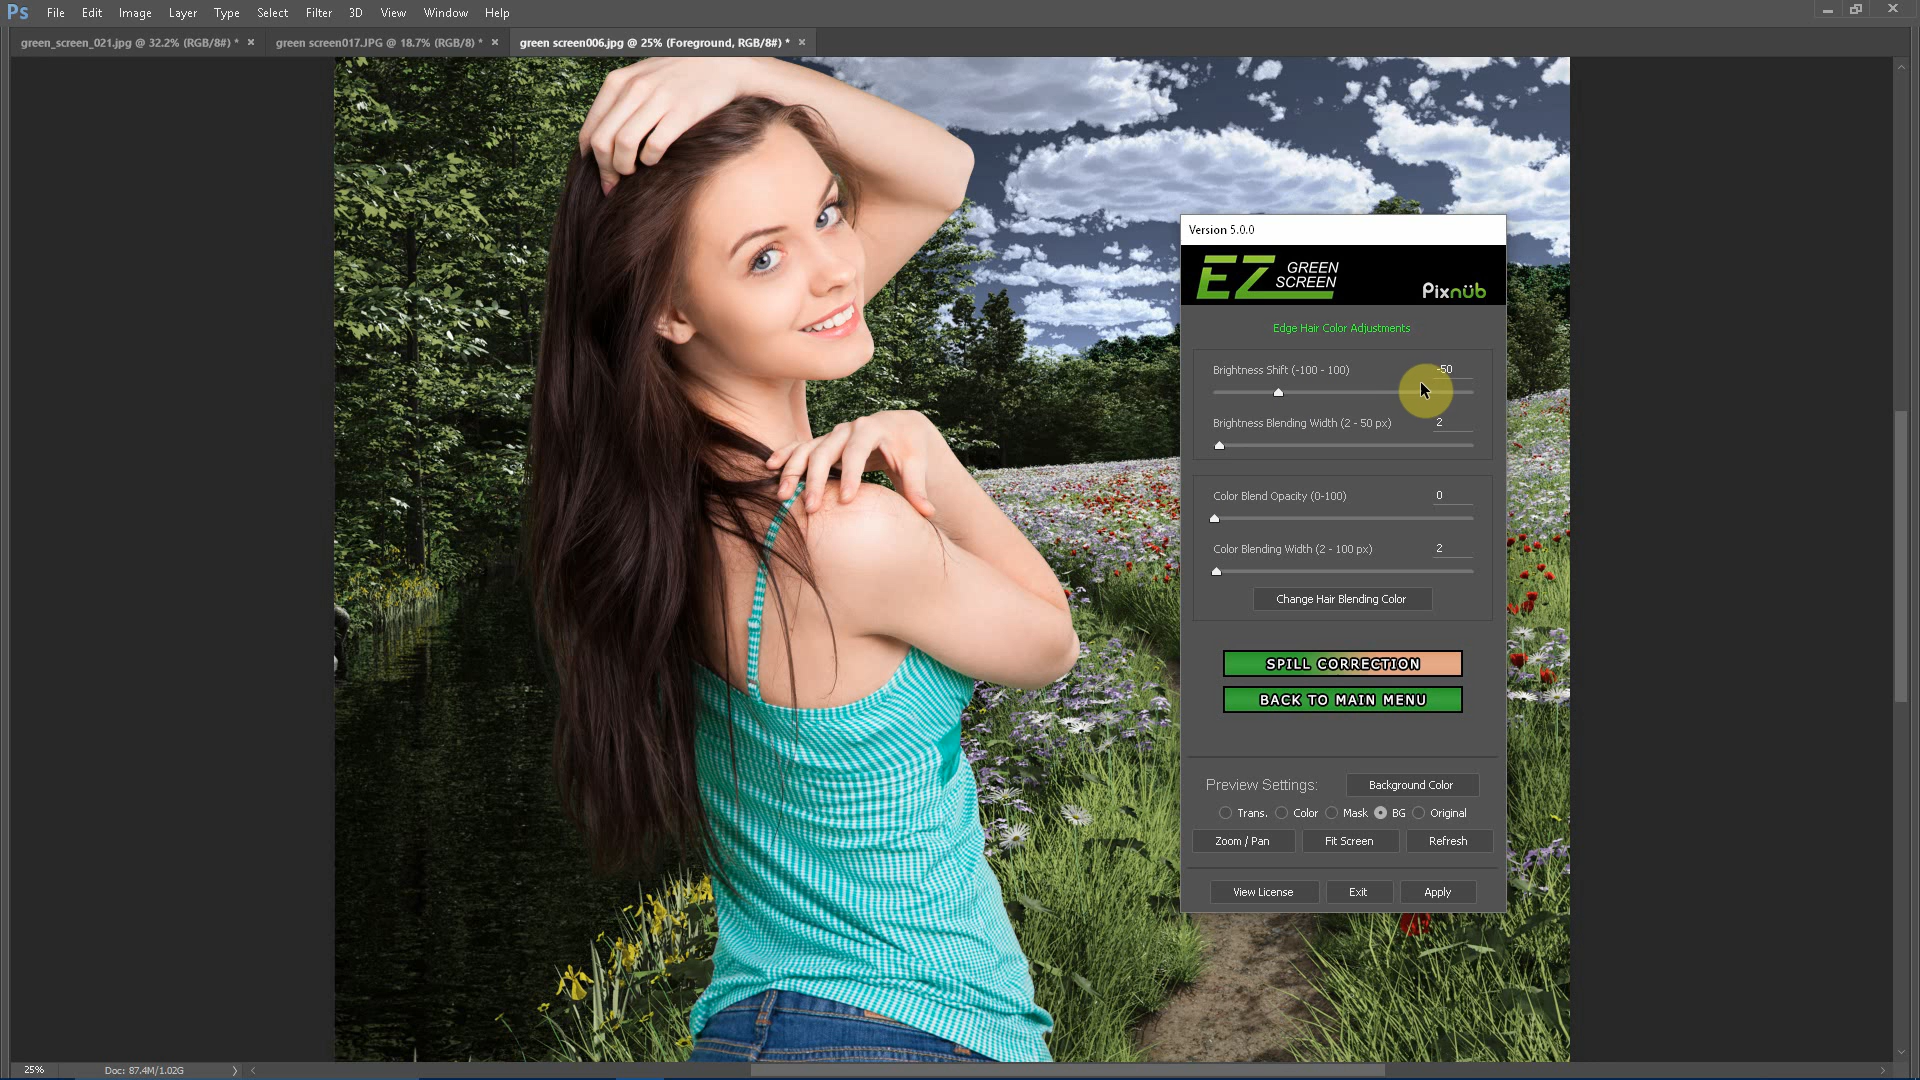 Ps File Edit Image Layer Type Select Filter 3D View Window Help
green_screen_021.jpg @ 32.2% (RGB/8#) * × green screen017.JPG @ 18.7% (RGB/8) * × green screen006.jpg @ 25% (Foreground, RGB/8#) * ×
Version 5.0.0
EZ GREEN SCREEN
Pixnüb
Edge Hair Color Adjustments
Brightness Shift (-100 - 100) -50
Brightness Blending Width (2 - 50 px) 2
Color Blend Opacity (0-100) 0
Color Blending Width (2 - 100 px) 2
Change Hair Blending Color
SPILL CORRECTION
BACK TO MAIN MENU
Preview Settings: Background Color
Trans. Color Mask BG Original
Zoom / Pan Fit Screen Refresh
View License Exit Apply
25% Doc: 87.4M/1.02G